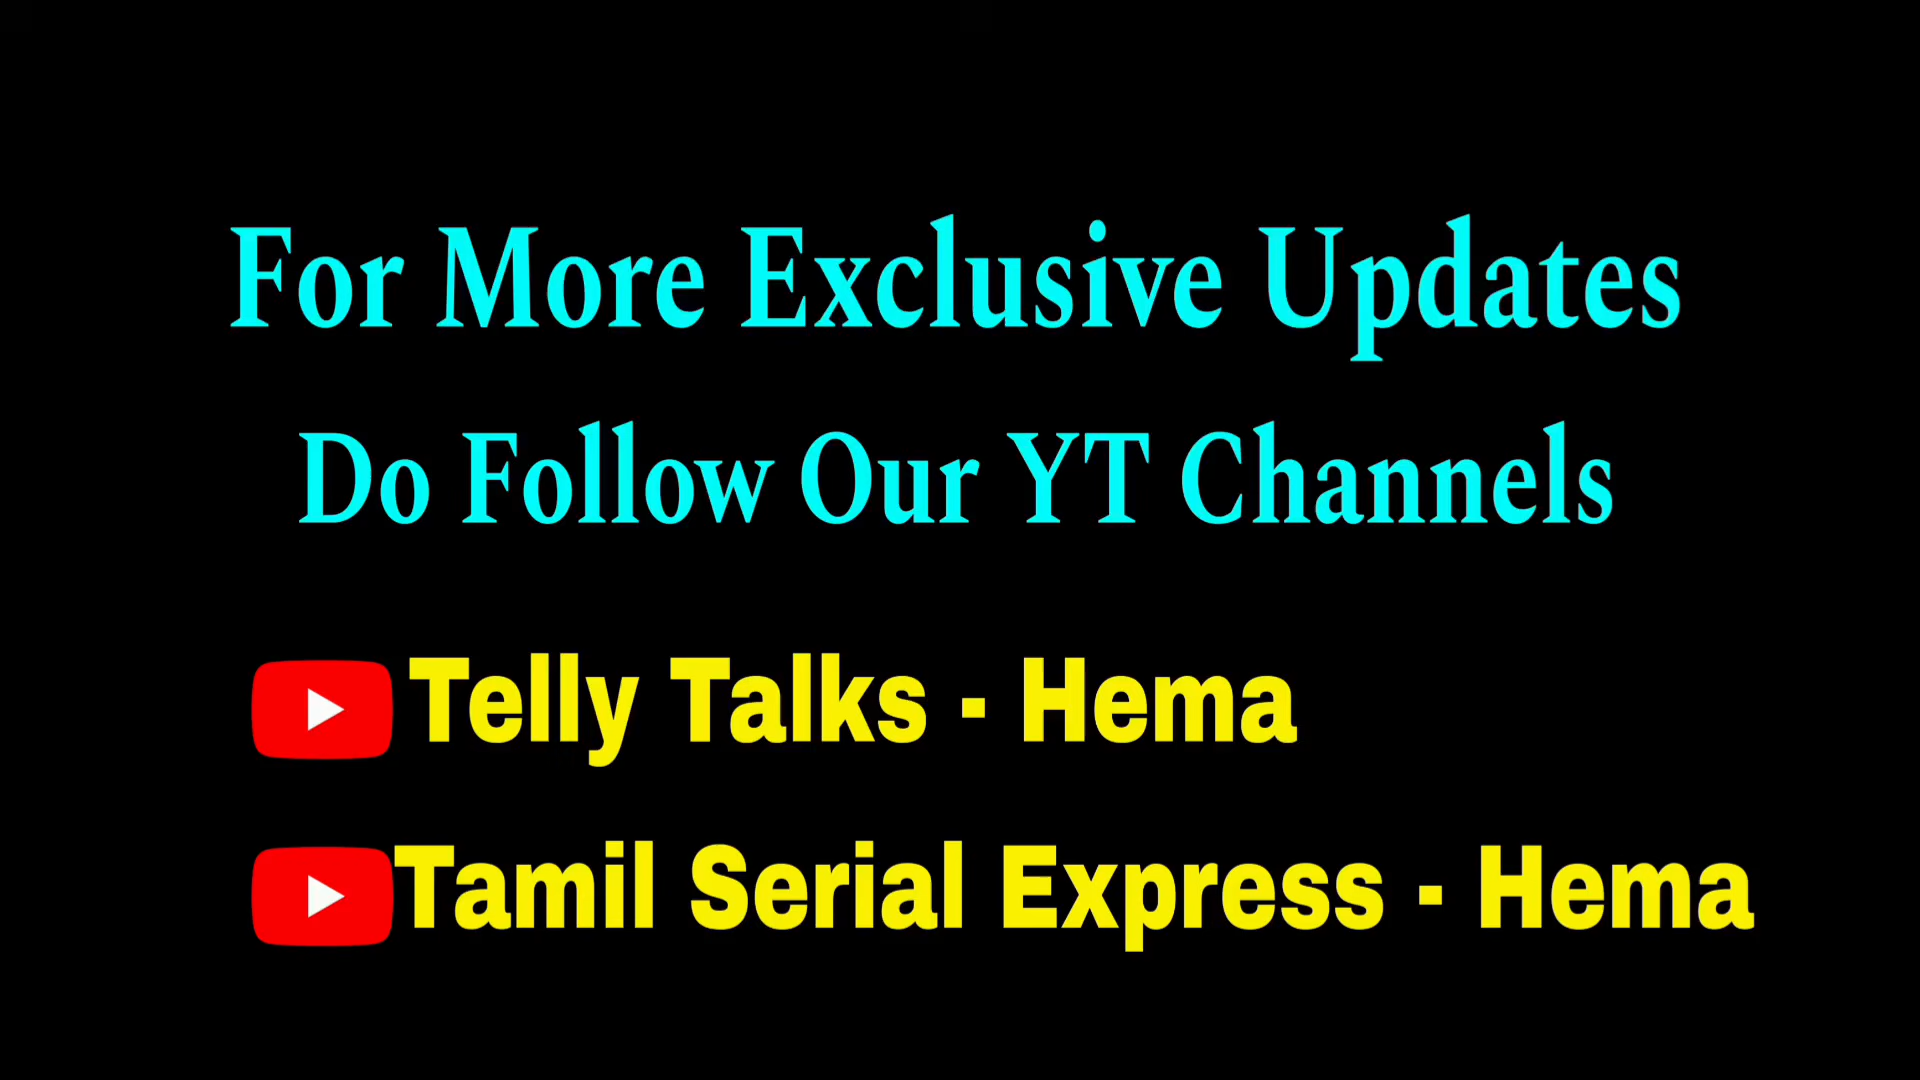 For More Exclusive Updates
Do Follow Our YT Channels
Telly Talks - Hema
Tamil Serial Express - Hema